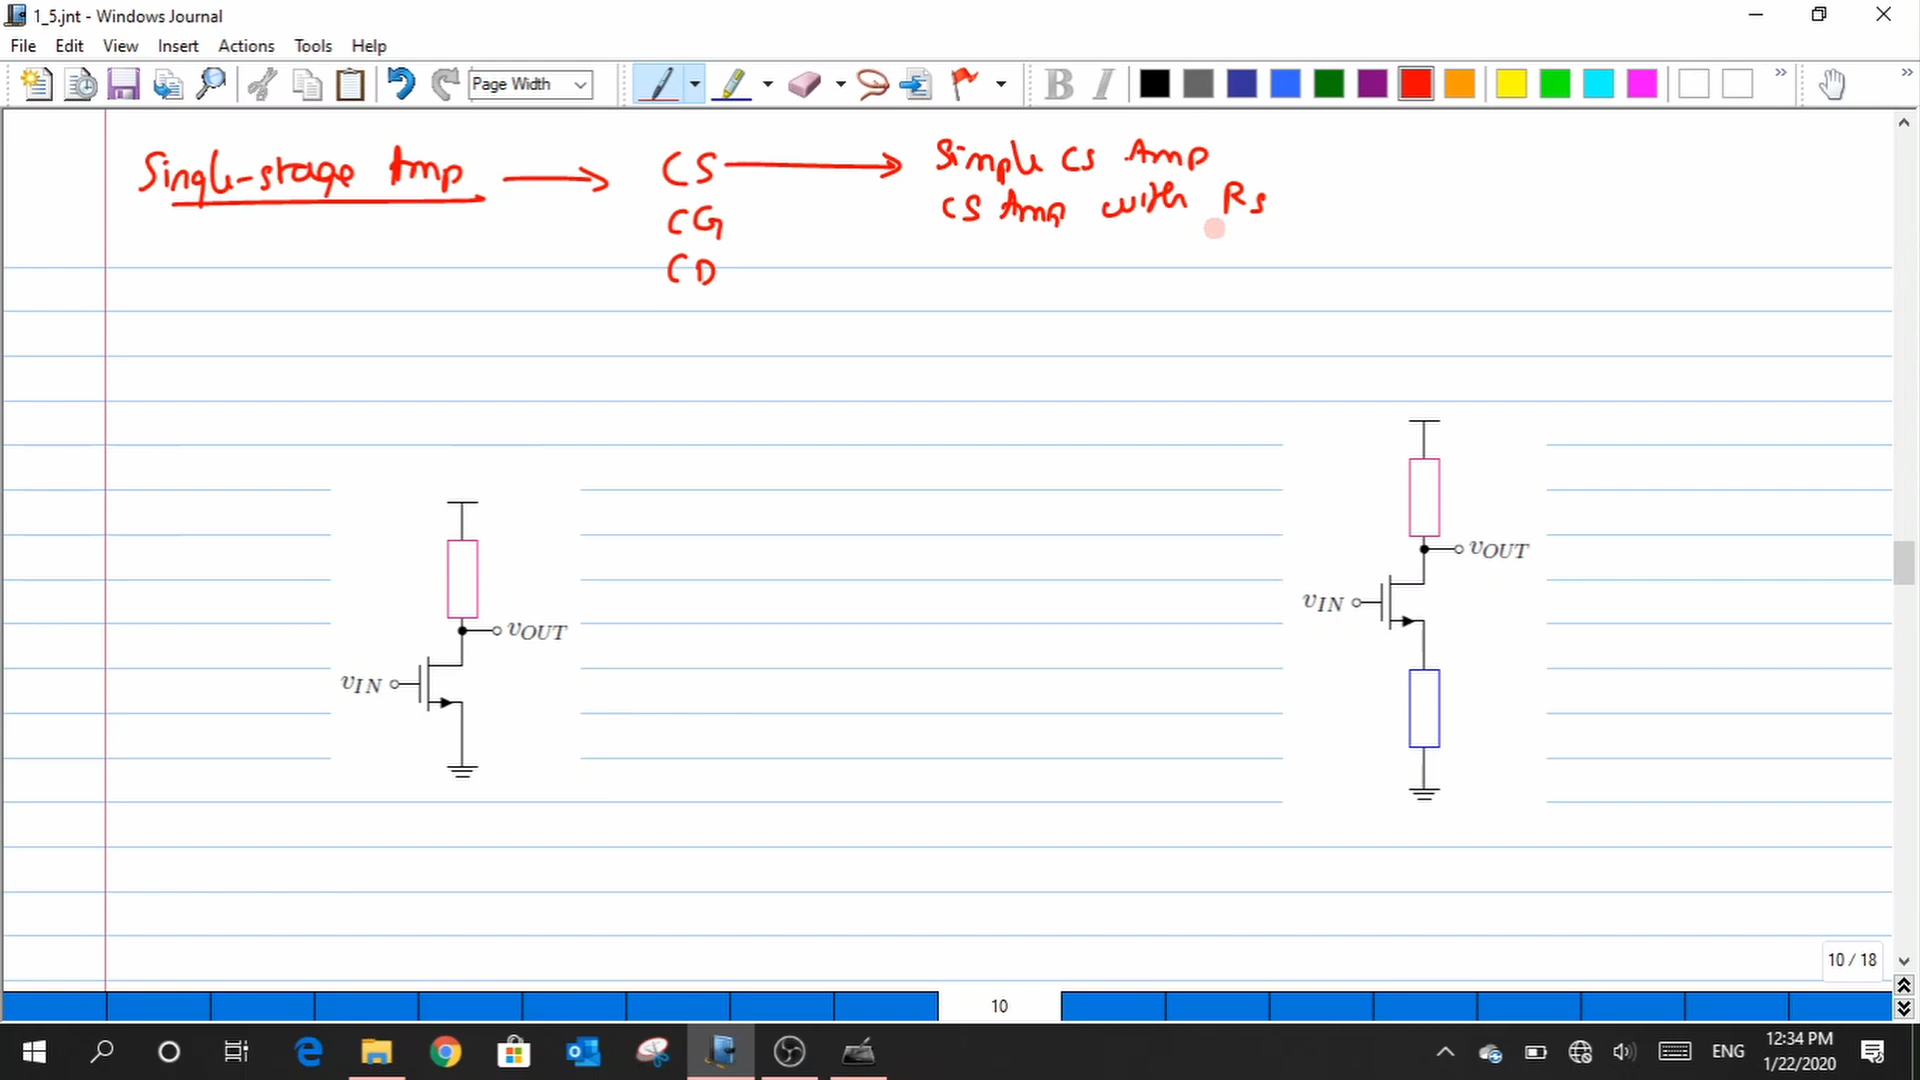 1_5.jnt - Windows Journal
File Edit View Insert Actions Tools Help
Page Width
B I
Single-stage Amp → CS → Simple CS Amp
CG CS Amp with Rs
CD
vOUT
vIN
vOUT
vIN
10 / 18
10
ENG
12:34 PM
1/22/2020